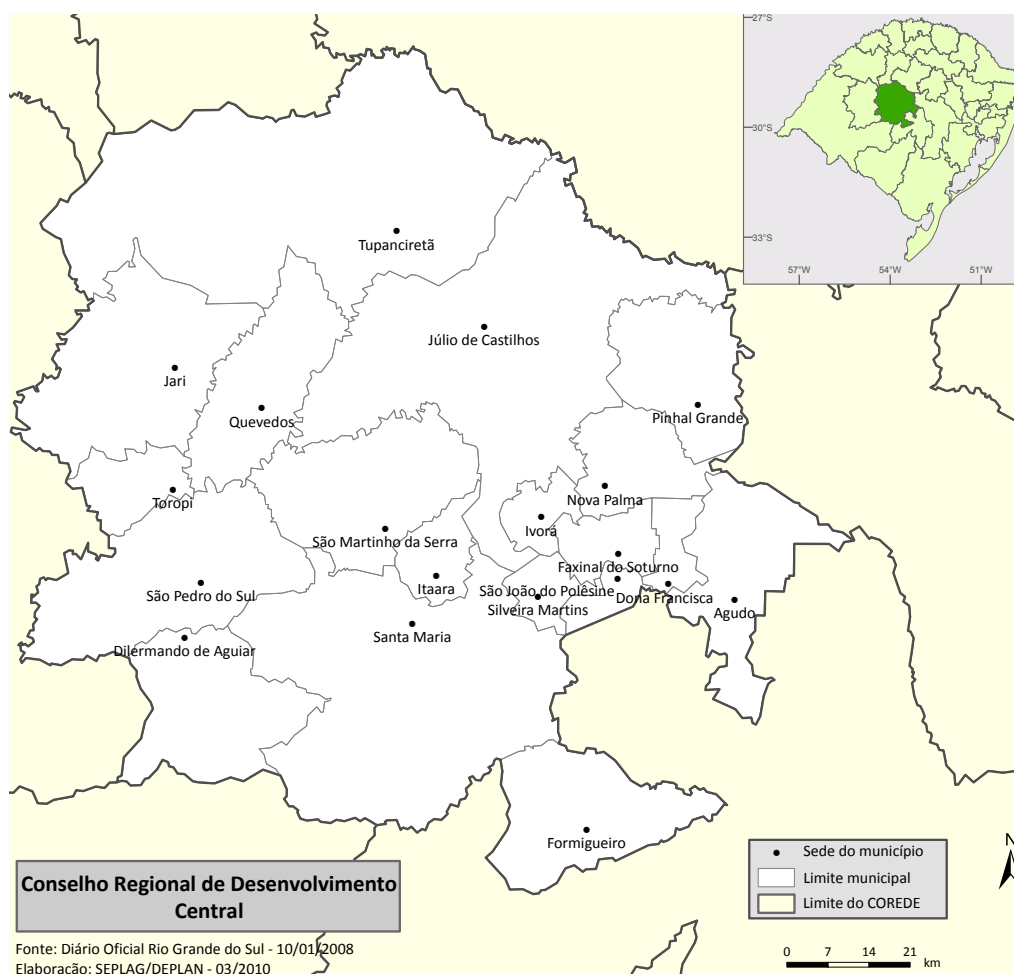 27°S
30°S
33°S
57°W
54°W
51°W
Tupanciretã
Júlio de Castilhos
Jari
Quevedos
Pinhal Grande
Toropi
Nova Palma
Ivorá
São Martinho da Serra
Faxinal do Soturno
Itaara
São Pedro do Sul
São João do Polêsine
Dona Francisca
Silveira Martins
Agudo
Santa Maria
Dilermando de Aguiar
Formigueiro
N
Sede do município
Limite municipal
Limite do COREDE
Conselho Regional de Desenvolvimento
Central
Fonte: Diário Oficial Rio Grande do Sul - 10/01/2008
Elaboração: SEPLAG/DEPLAN - 03/2010
0 7 14 21
km